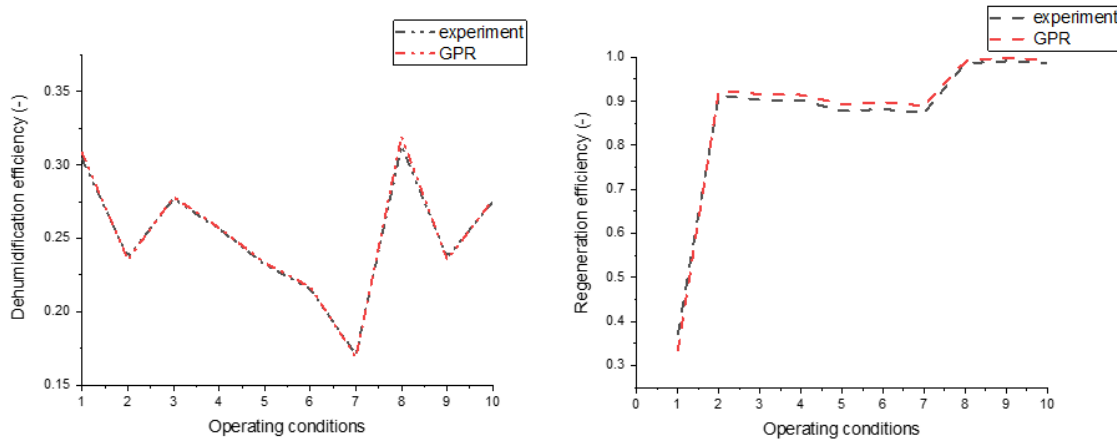 experiment
GPR
Dehumidification efficiency (-)
0.35
0.30
0.25
0.20
0.15
1 2 3 4 5 6 7 8 9 10
Operating conditions
experiment
GPR
Regeneration efficiency (-)
1.0
0.9
0.8
0.7
0.6
0.5
0.4
0.3
0 1 2 3 4 5 6 7 8 9 10
Operating conditions